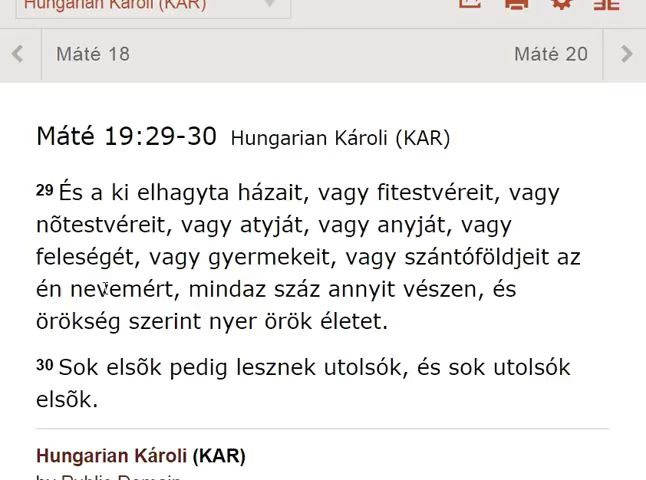 Hungarian Károli (KAR)
Máté 18 Máté 20
Máté 19:29-30 Hungarian Károli (KAR)
29 És a ki elhagyta házait, vagy fitestvéreit, vagy
nõtestvéreit, vagy atyját, vagy anyját, vagy
feleségét, vagy gyermekeit, vagy szántóföldjeit az
én nevemért, mindaz száz annyit vészen, és
örökség szerint nyer örök életet.
30 Sok elsõk pedig lesznek utolsók, és sok utolsók
elsõk.
Hungarian Károli (KAR)
by Public Domain